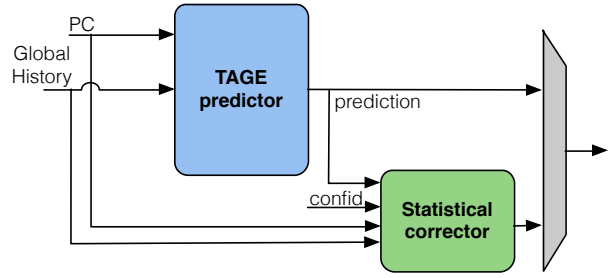 PC
Global
History
TAGE
predictor
prediction
confid
Statistical
corrector